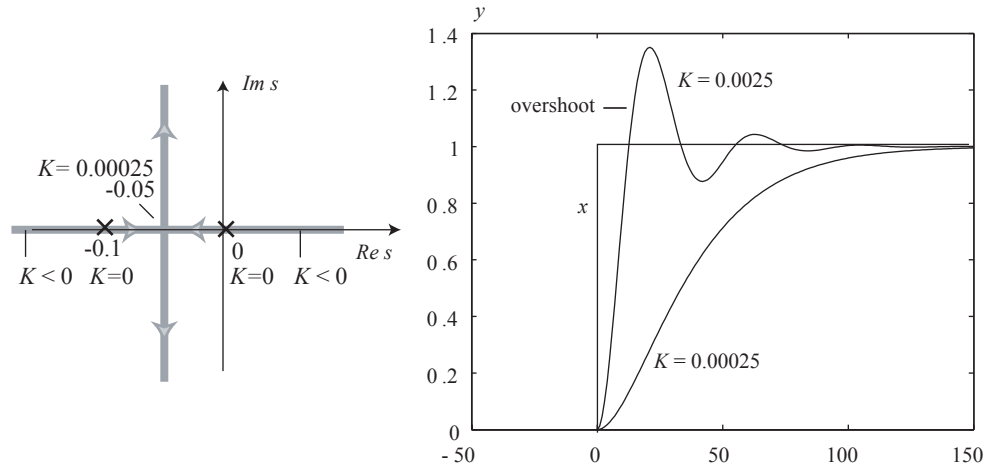 Im s
K= 0.00025
-0.05
-0.1
0
Re s
K < 0
K=0
K=0
K < 0
y
1.4
1.2
1
0.8
0.6
0.4
0.2
0
-50
0
50
100
150
K = 0.0025
overshoot
x
K = 0.00025